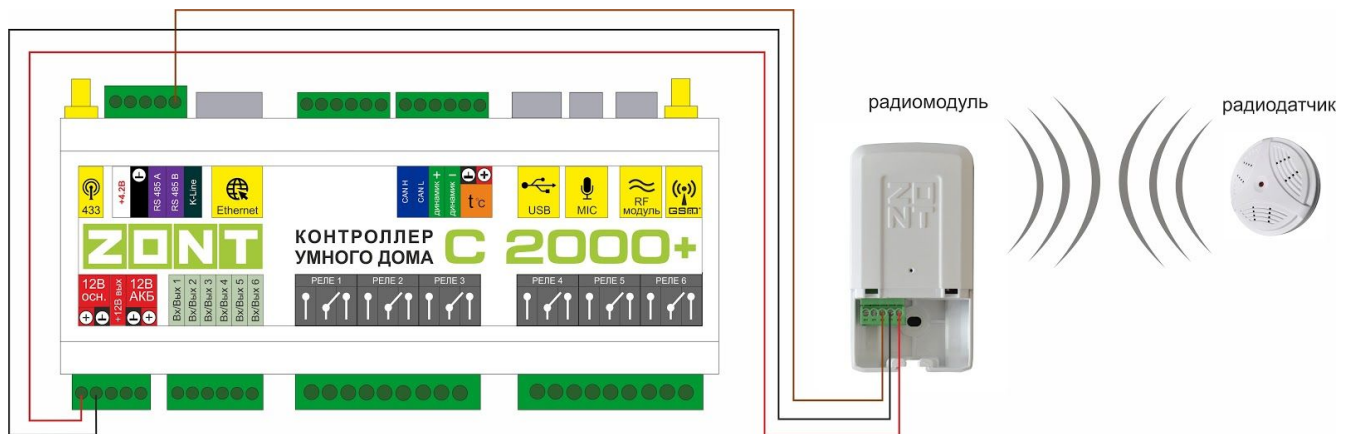 радиомодуль
радиодатчик
433
+4.2В
RS 485 A
RS 485 B
K-Line
Ethernet
CAN H
CAN L
динамик +
динамик –
t°c
USB
MIC
RF
модуль
GSM
ZONT
КОНТРОЛЛЕР
УМНОГО ДОМА
C 2000+
12В
осн.
+12В вых
12В
АКБ
Вх/Вых 1
Вх/Вых 2
Вх/Вых 3
Вх/Вых 4
Вх/Вых 5
Вх/Вых 6
РЕЛЕ 1
РЕЛЕ 2
РЕЛЕ 3
РЕЛЕ 4
РЕЛЕ 5
РЕЛЕ 6
ZONT